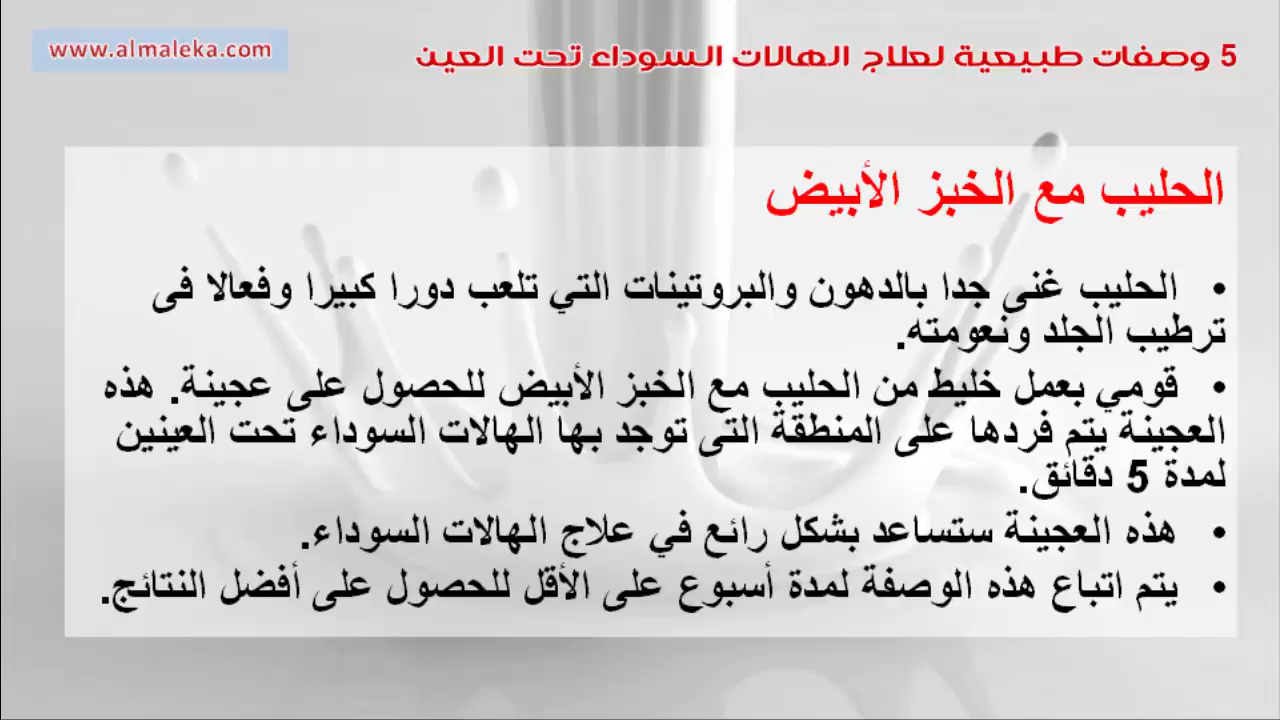 www.almaleka.com
5 وصفات طبيعية لعلاج الهالات السوداء تحت العين
الحليب مع الخبز الأبيض
• الحليب غنى جدا بالدهون والبروتينات التي تلعب دورا كبيرا وفعالا فى
ترطيب الجلد ونعومته.
• قومي بعمل خليط من الحليب مع الخبز الأبيض للحصول على عجينة. هذه
العجينة يتم فردها على المنطقة التى توجد بها الهالات السوداء تحت العينين
لمدة 5 دقائق.
• هذه العجينة ستساعد بشكل رائع في علاج الهالات السوداء.
• يتم اتباع هذه الوصفة لمدة أسبوع على الأقل للحصول على أفضل النتائج.